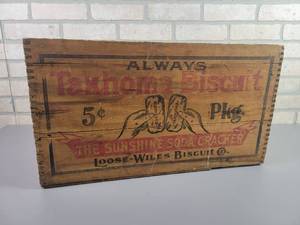 ALWAYS
Takhoma Biscuit
5¢ Pkg.
THE SUNSHINE SODA CRACKER
LOOSE-WILES BISCUIT CO.